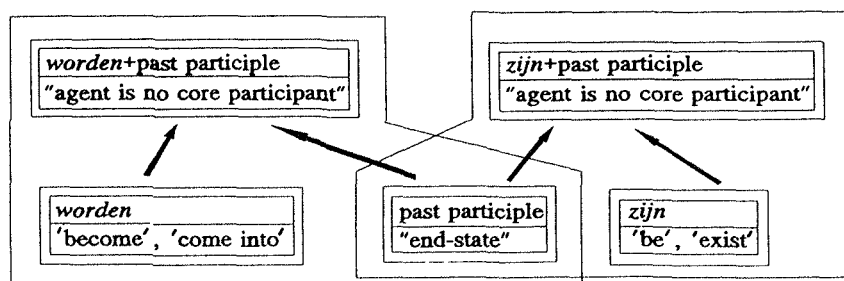 worden+past participle
"agent is no core participant"
zijn+past participle
"agent is no core participant"
worden
'become', 'come into'
past participle
"end-state"
zijn
'be', 'exist'